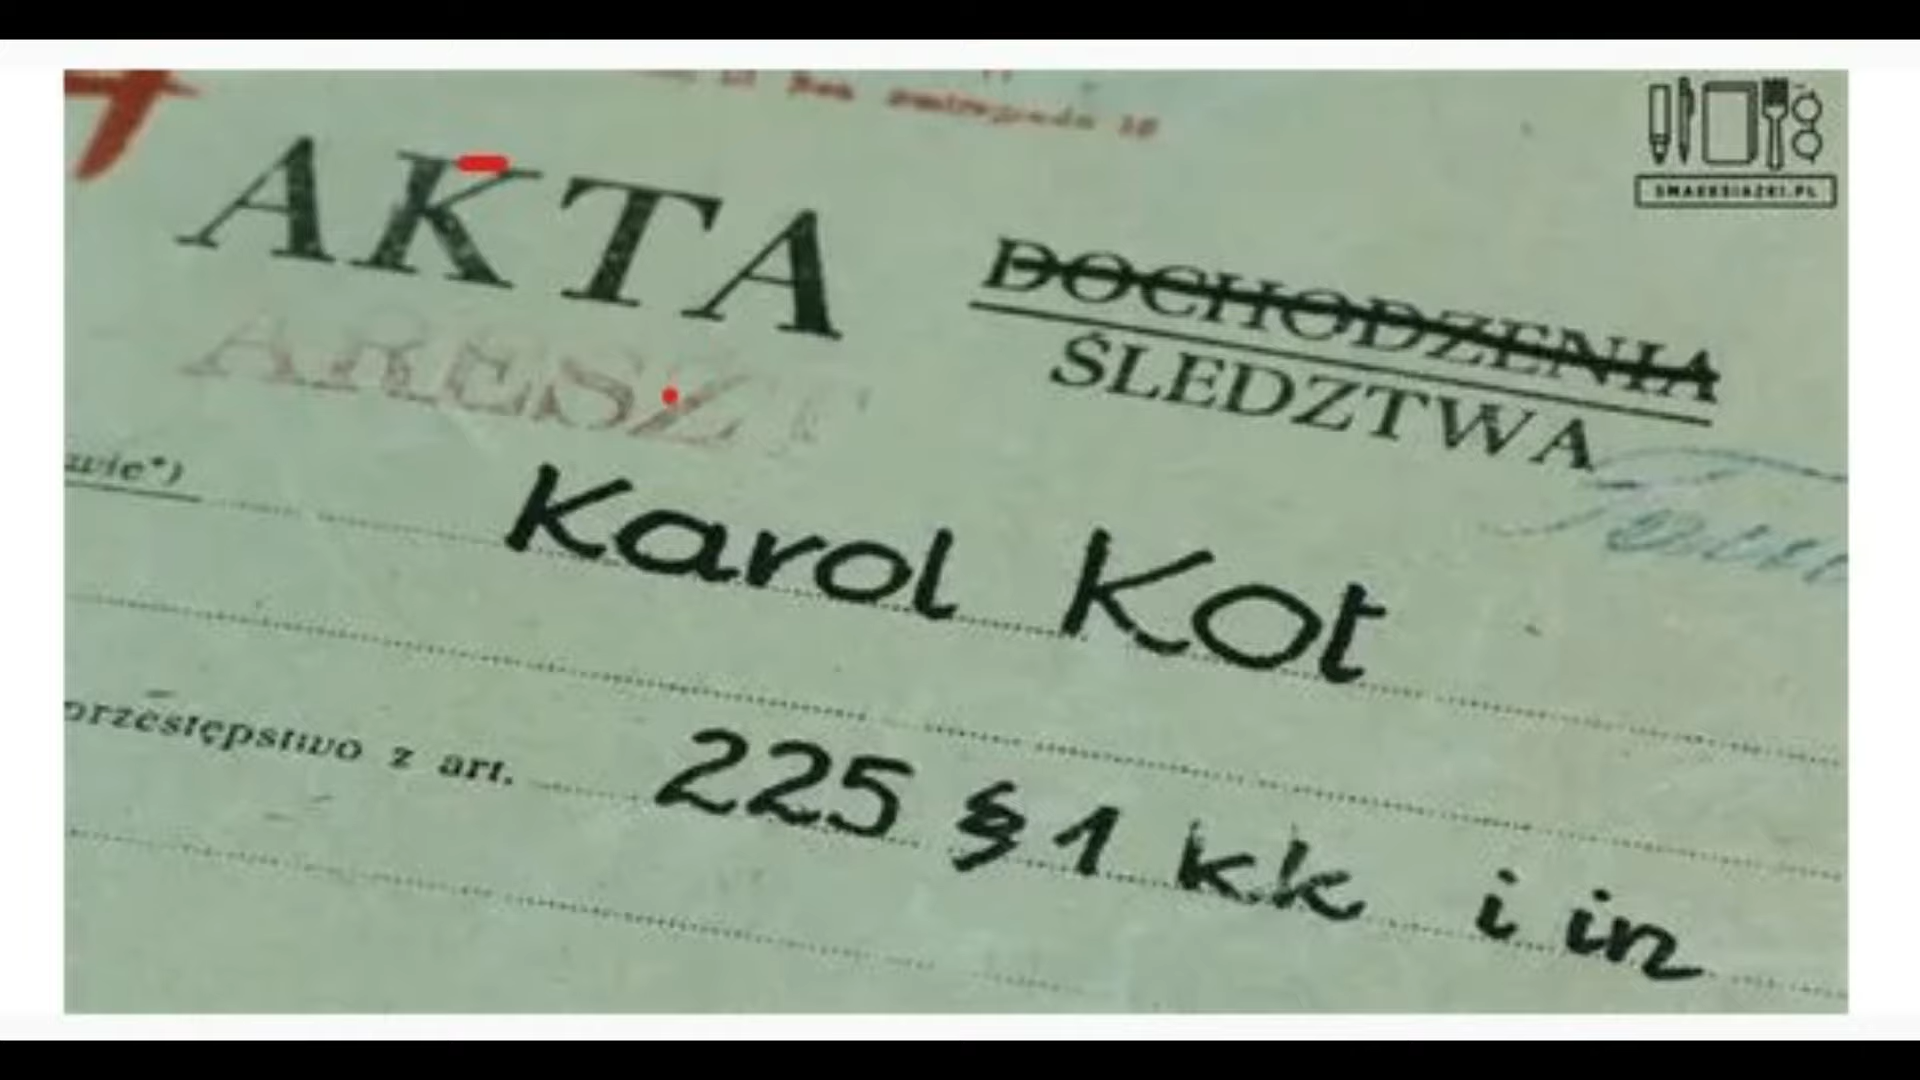 SMAKKSIAZKI.PL
AKTA
DOCHODZENIA
ŚLEDZTWA
ARESZT
wie*)
Karol Kot
przestępstwo z art. 225 § 1 kk i in